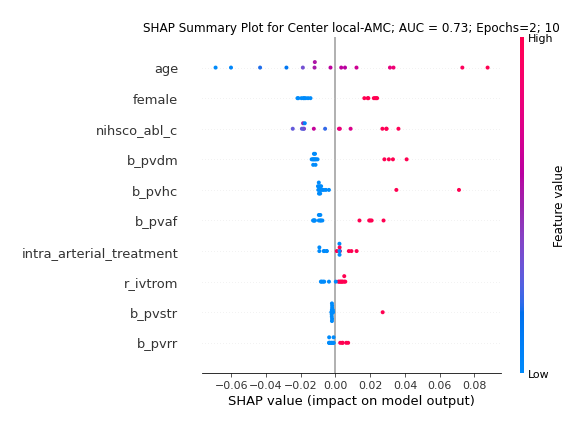 SHAP Summary Plot for Center local-AMC; AUC = 0.73; Epochs=2; 10
High
age
female
nihsco_abl_c
b_pvdm
b_pvhc
b_pvaf
intra_arterial_treatment
r_ivtrom
b_pvstr
b_pvrr
Feature value
Low
−0.06 −0.04 −0.02 0.00 0.02 0.04 0.06 0.08
SHAP value (impact on model output)